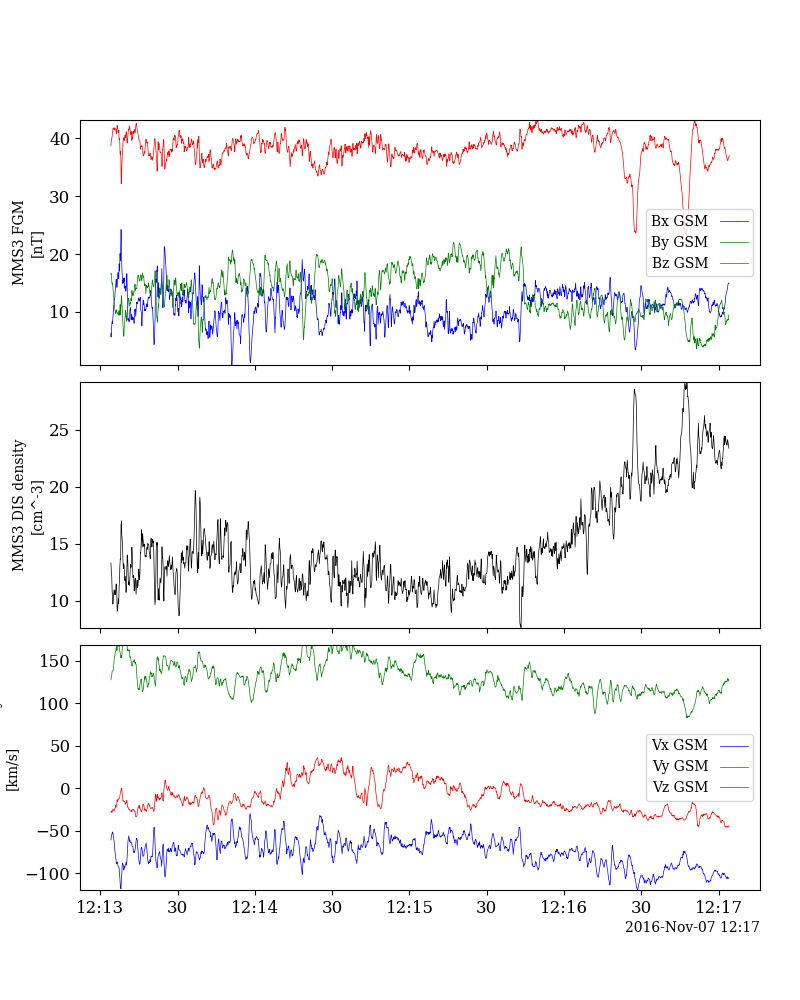 40
30
20
10
MMS3 FGM
[nT]
Bx GSM
By GSM
Bz GSM
25
20
15
10
MMS3 DIS density
[cm^-3]
150
100
50
0
−50
−100
[km/s]
Vx GSM
Vy GSM
Vz GSM
12:13 30 12:14 30 12:15 30 12:16 30 12:17
2016-Nov-07 12:17